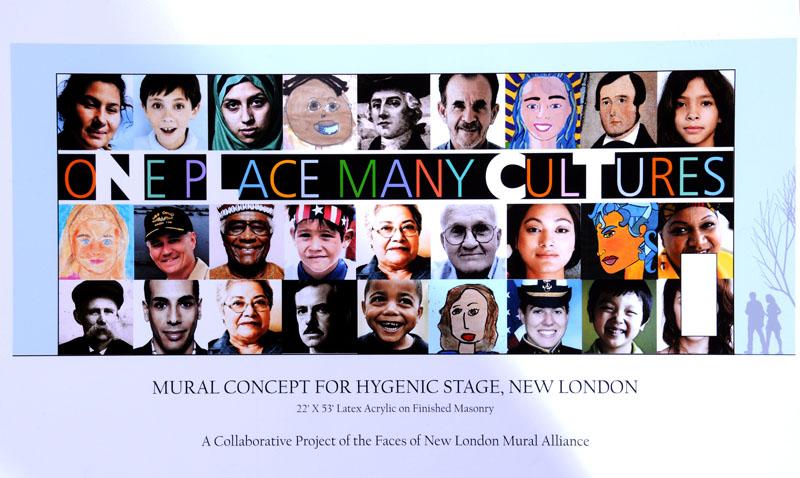 ONE PLACE MANY CULTURES
MURAL CONCEPT FOR HYGENIC STAGE, NEW LONDON
22' X 53' Latex Acrylic on Finished Masonry
A Collaborative Project of the Faces of New London Mural Alliance